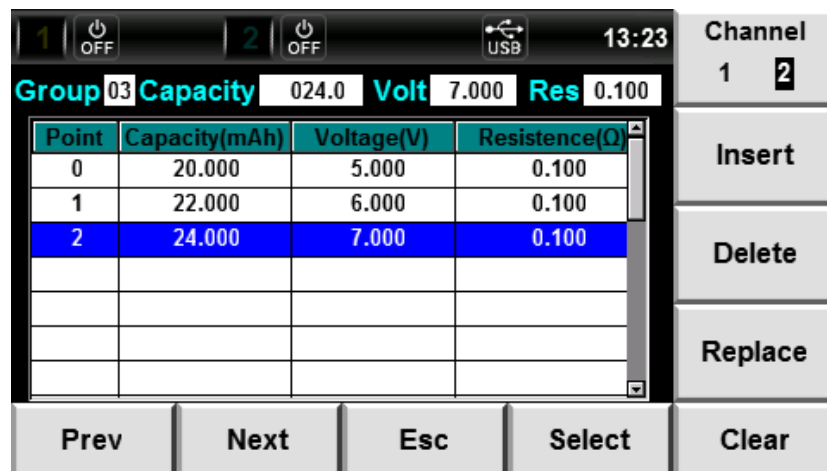 1 OFF 2 OFF USB 13:23
Channel
1 2
Group 03 Capacity 024.0 Volt 7.000 Res 0.100
Point Capacity(mAh) Voltage(V) Resistence(Ω)
0 20.000 5.000 0.100
1 22.000 6.000 0.100
2 24.000 7.000 0.100
Insert
Delete
Replace
Prev Next Esc Select Clear